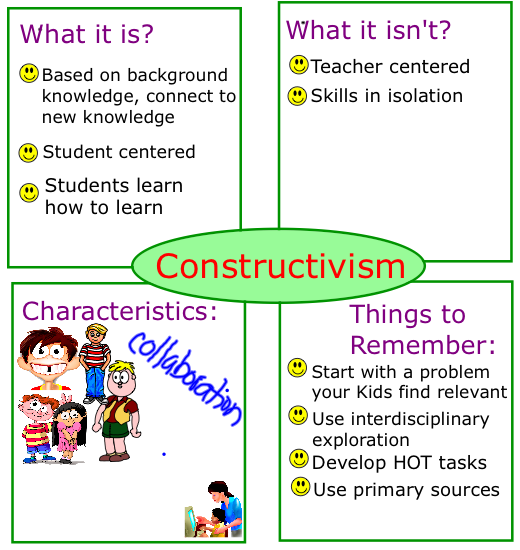 What it is?
Based on background
knowledge, connect to
new knowledge
Student centered
Students learn
how to learn
What it isn't?
Teacher centered
Skills in isolation
Constructivism
Characteristics:
collaboration
Things to
Remember:
Start with a problem
your Kids find relevant
Use interdisciplinary
exploration
Develop HOT tasks
Use primary sources